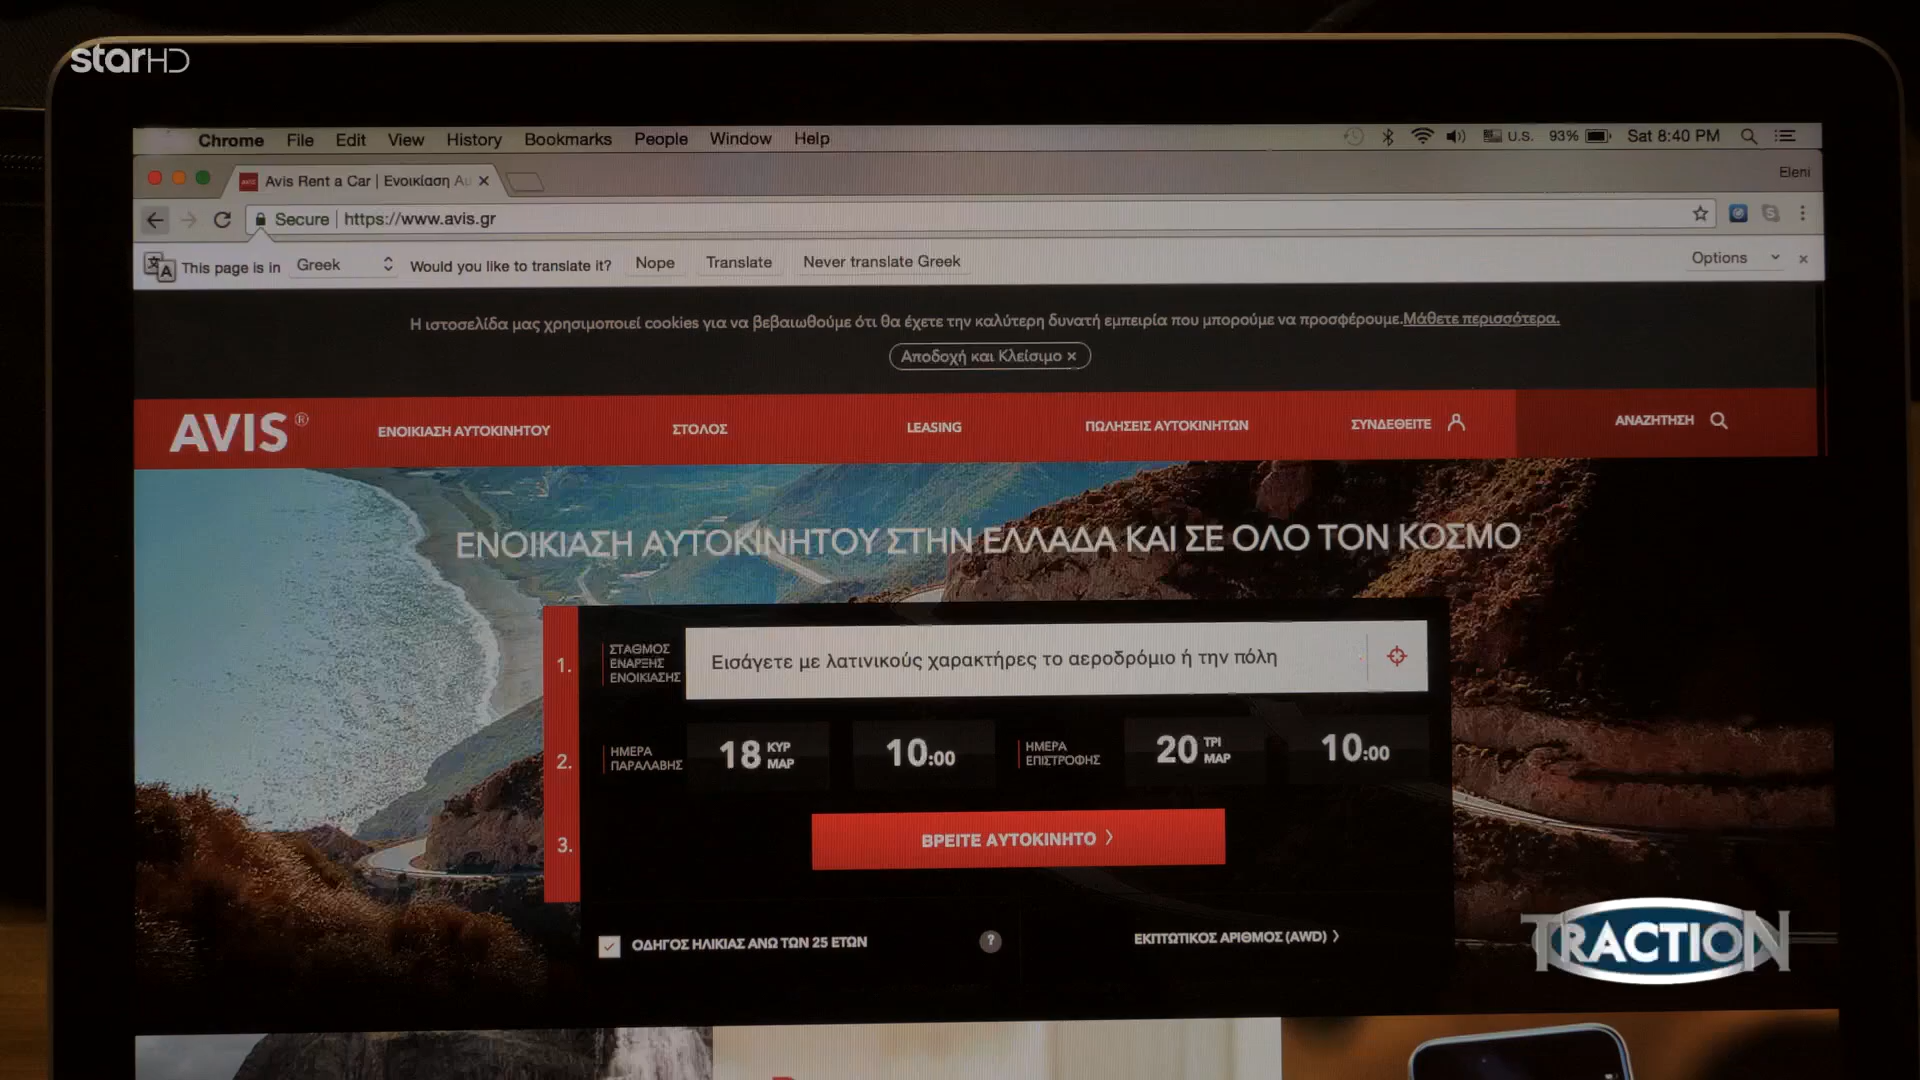 starHD
Chrome File Edit View History Bookmarks People Window Help U.S. 93% Sat 8:40 PM
Avis Rent a Car | Ενοικίαση Αυ Eleni
Secure | https://www.avis.gr
This page is in Greek Would you like to translate it? Nope Translate Never translate Greek Options
Η ιστοσελίδα μας χρησιμοποιεί cookies για να βεβαιωθούμε ότι θα έχετε την καλύτερη δυνατή εμπειρία που μπορούμε να προσφέρουμε.Μάθετε περισσότερα.
Αποδοχή και Κλείσιμο ×
AVIS® ΕΝΟΙΚΙΑΣΗ ΑΥΤΟΚΙΝΗΤΟΥ ΣΤΟΛΟΣ LEASING ΠΩΛΗΣΕΙΣ ΑΥΤΟΚΙΝΗΤΩΝ ΣΥΝΔΕΘΕΙΤΕ ΑΝΑΖΗΤΗΣΗ
ΕΝΟΙΚΙΑΣΗ ΑΥΤΟΚΙΝΗΤΟΥ ΣΤΗΝ ΕΛΛΑΔΑ ΚΑΙ ΣΕ ΟΛΟ ΤΟΝ ΚΟΣΜΟ
1.
ΣΤΑΘΜΟΣ
ΕΝΑΡΞΗΣ
ΕΝΟΙΚΙΑΣΗΣ
Εισάγετε με λατινικούς χαρακτήρες το αεροδρόμιο ή την πόλη
2.
ΗΜΕΡΑ
ΠΑΡΑΛΑΒΗΣ
18 ΚΥΡ
ΜΑΡ
10:00
ΗΜΕΡΑ
ΕΠΙΣΤΡΟΦΗΣ
20 ΤΡΙ
ΜΑΡ
10:00
3.
ΒΡΕΙΤΕ ΑΥΤΟΚΙΝΗΤΟ >
ΟΔΗΓΟΣ ΗΛΙΚΙΑΣ ΑΝΩ ΤΩΝ 25 ΕΤΩΝ ? ΕΚΠΤΩΤΙΚΟΣ ΑΡΙΘΜΟΣ (AWD) >
TRACTION